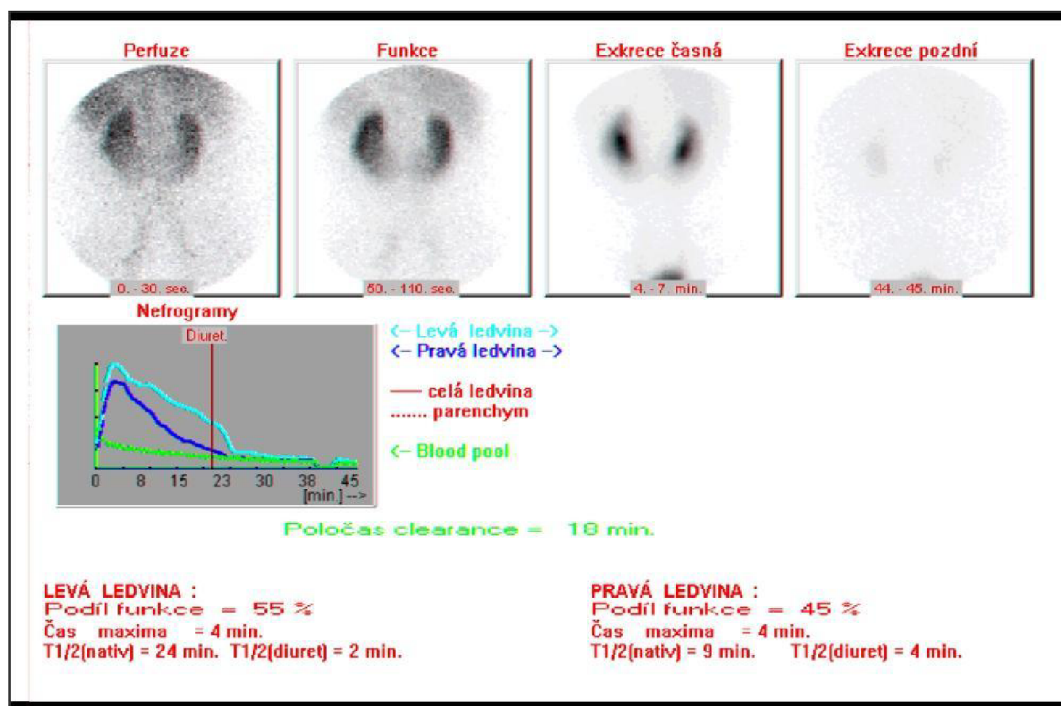 Perfuze
Funkce
Exkrece časná
Exkrece pozdní
0. - 30. sec.
50. - 110. sec.
4. - 7. min.
44. - 45. min.
Nefrogramy
Diuret.
<-- Levá ledvina -->
<-- Pravá ledvina -->
—— celá ledvina
....... parenchym
<-- Blood pool
0 8 15 23 30 38 45
[min.] -->
Poločas clearance = 18 min.
LEVÁ LEDVINA :
Podíl funkce = 55 %
Čas maxima = 4 min.
T1/2(nativ) = 24 min. T1/2(diuret) = 2 min.
PRAVÁ LEDVINA :
Podíl funkce = 45 %
Čas maxima = 4 min.
T1/2(nativ) = 9 min. T1/2(diuret) = 4 min.